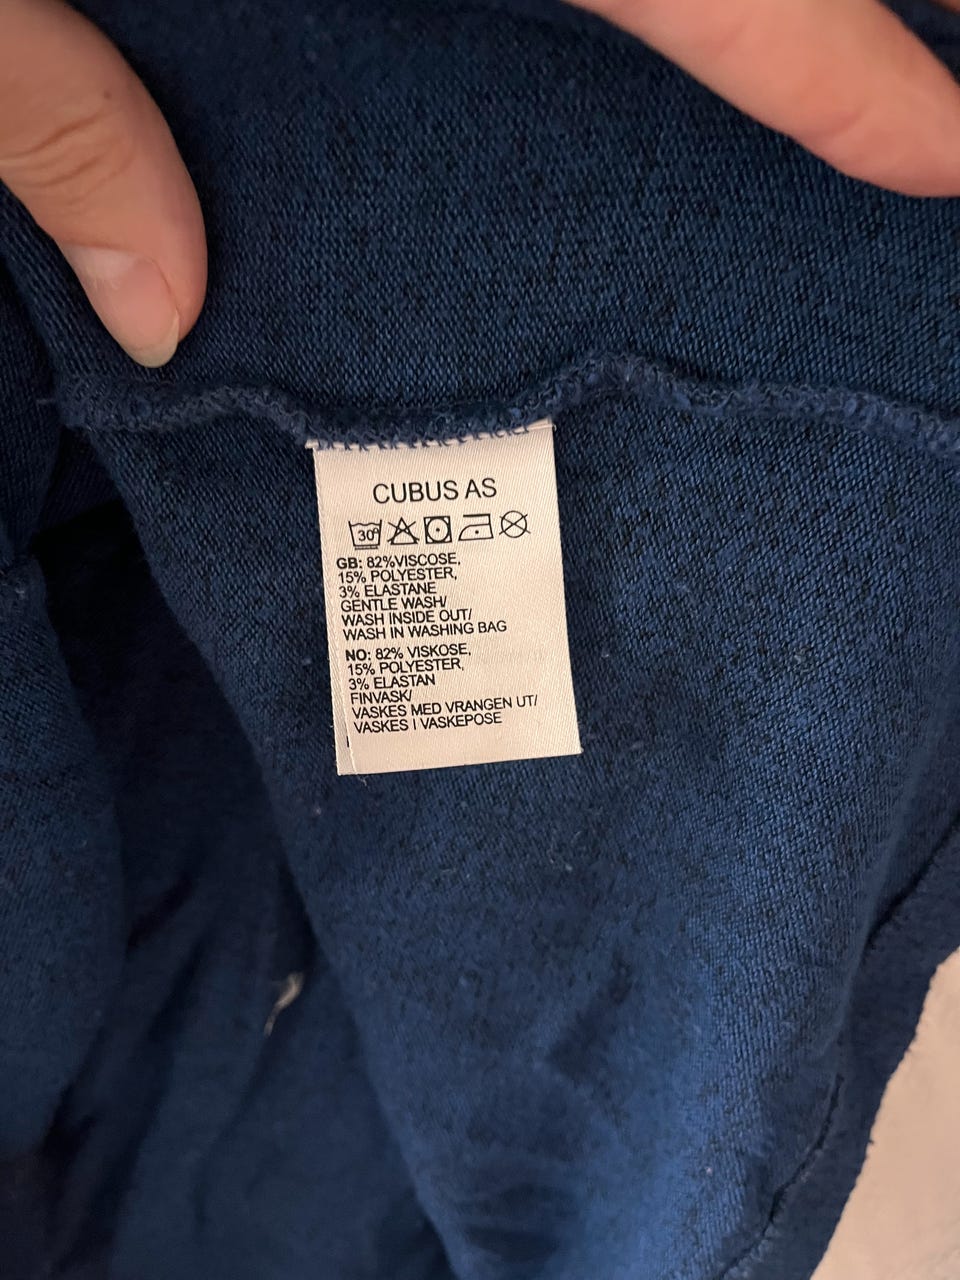 CUBUS AS
30°
GB: 82%VISCOSE,
15% POLYESTER,
3% ELASTANE
GENTLE WASH/
WASH INSIDE OUT/
WASH IN WASHING BAG
NO: 82% VISKOSE,
15% POLYESTER,
3% ELASTAN
FINVASK/
VASKES MED VRANGEN UT/
VASKES I VASKEPOSE